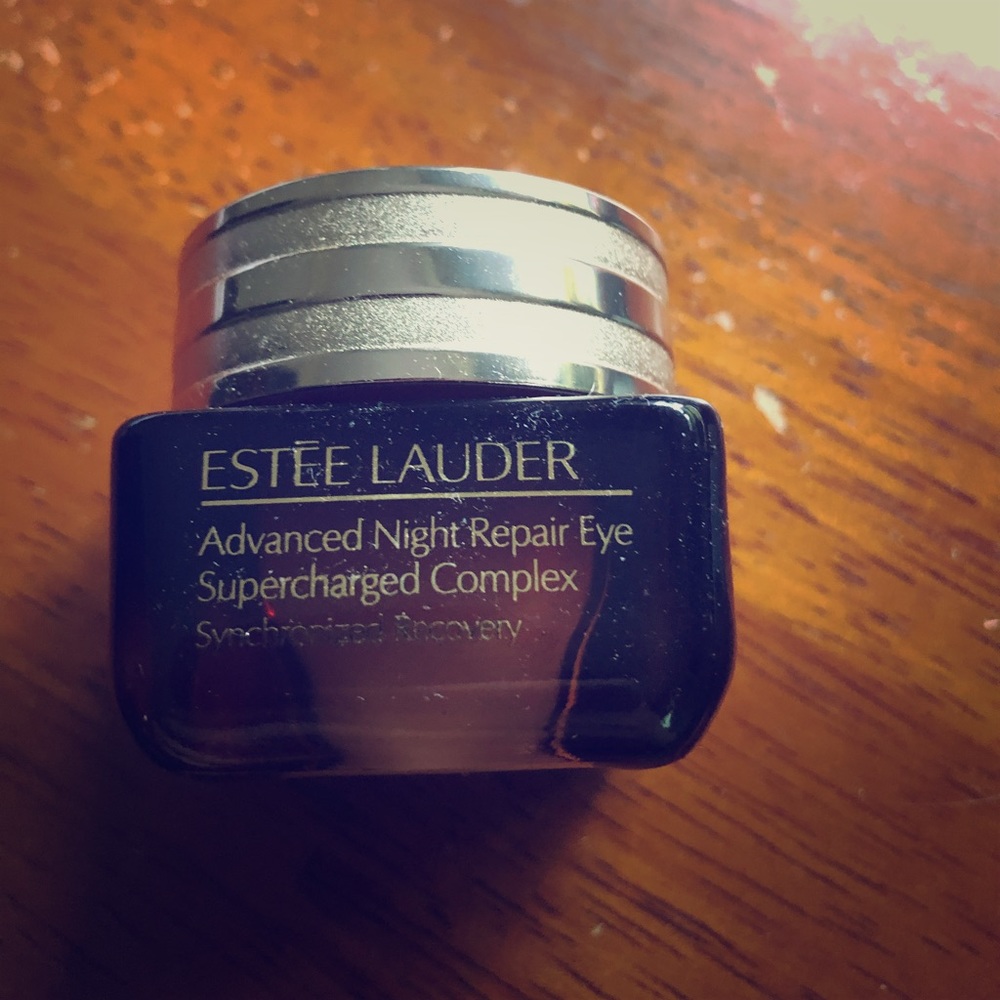 ESTĒE LAUDER
Advanced Night Repair Eye
Supercharged Complex
Synchronized Recovery